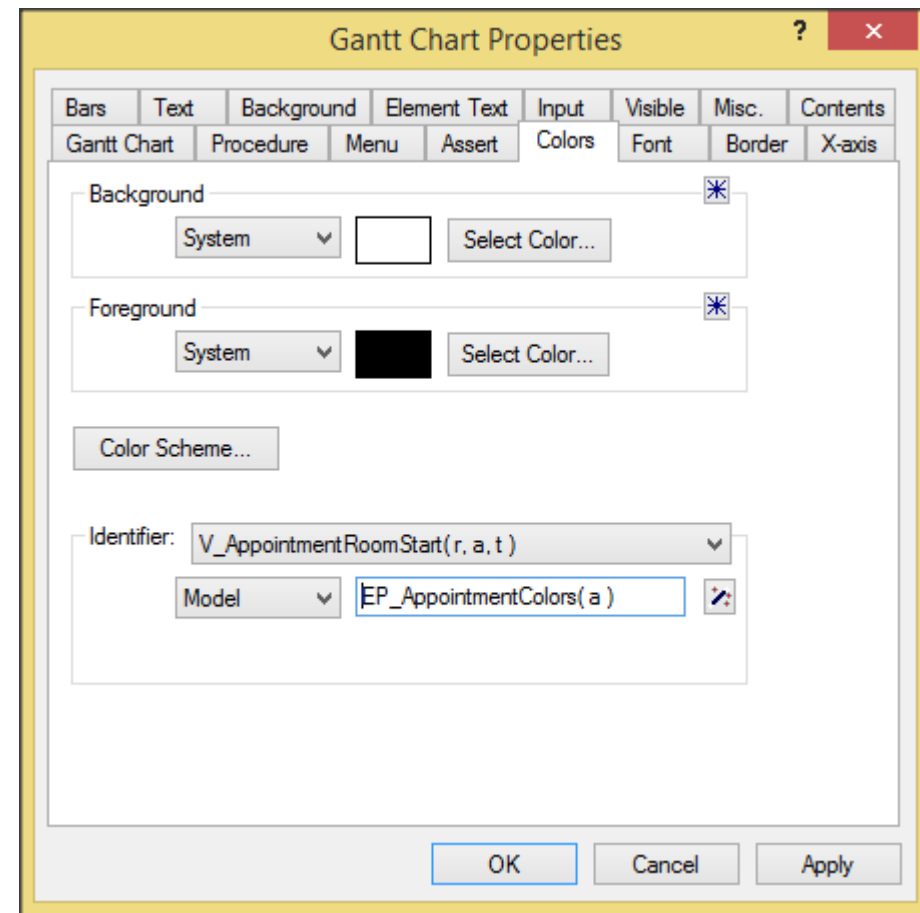 Gantt Chart Properties ?
Bars Text Background Element Text Input Visible Misc. Contents
Gantt Chart Procedure Menu Assert Colors Font Border X-axis
Background
System Select Color...
Foreground
System Select Color...
Color Scheme...
Identifier: V_AppointmentRoomStart( r, a, t )
Model EP_AppointmentColors( a )
OK Cancel Apply